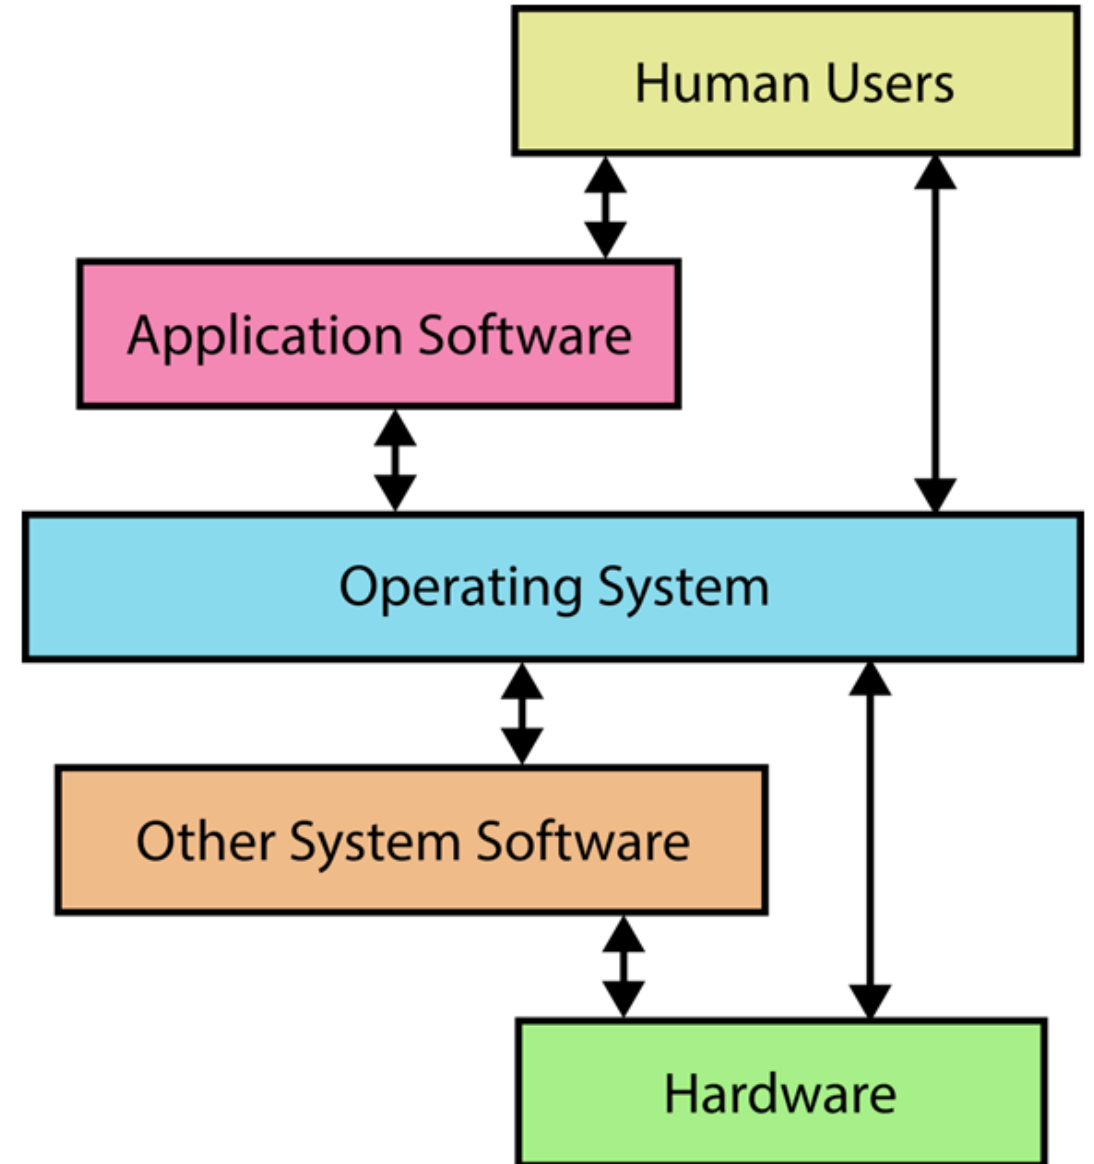 Human Users
Application Software
Operating System
Other System Software
Hardware